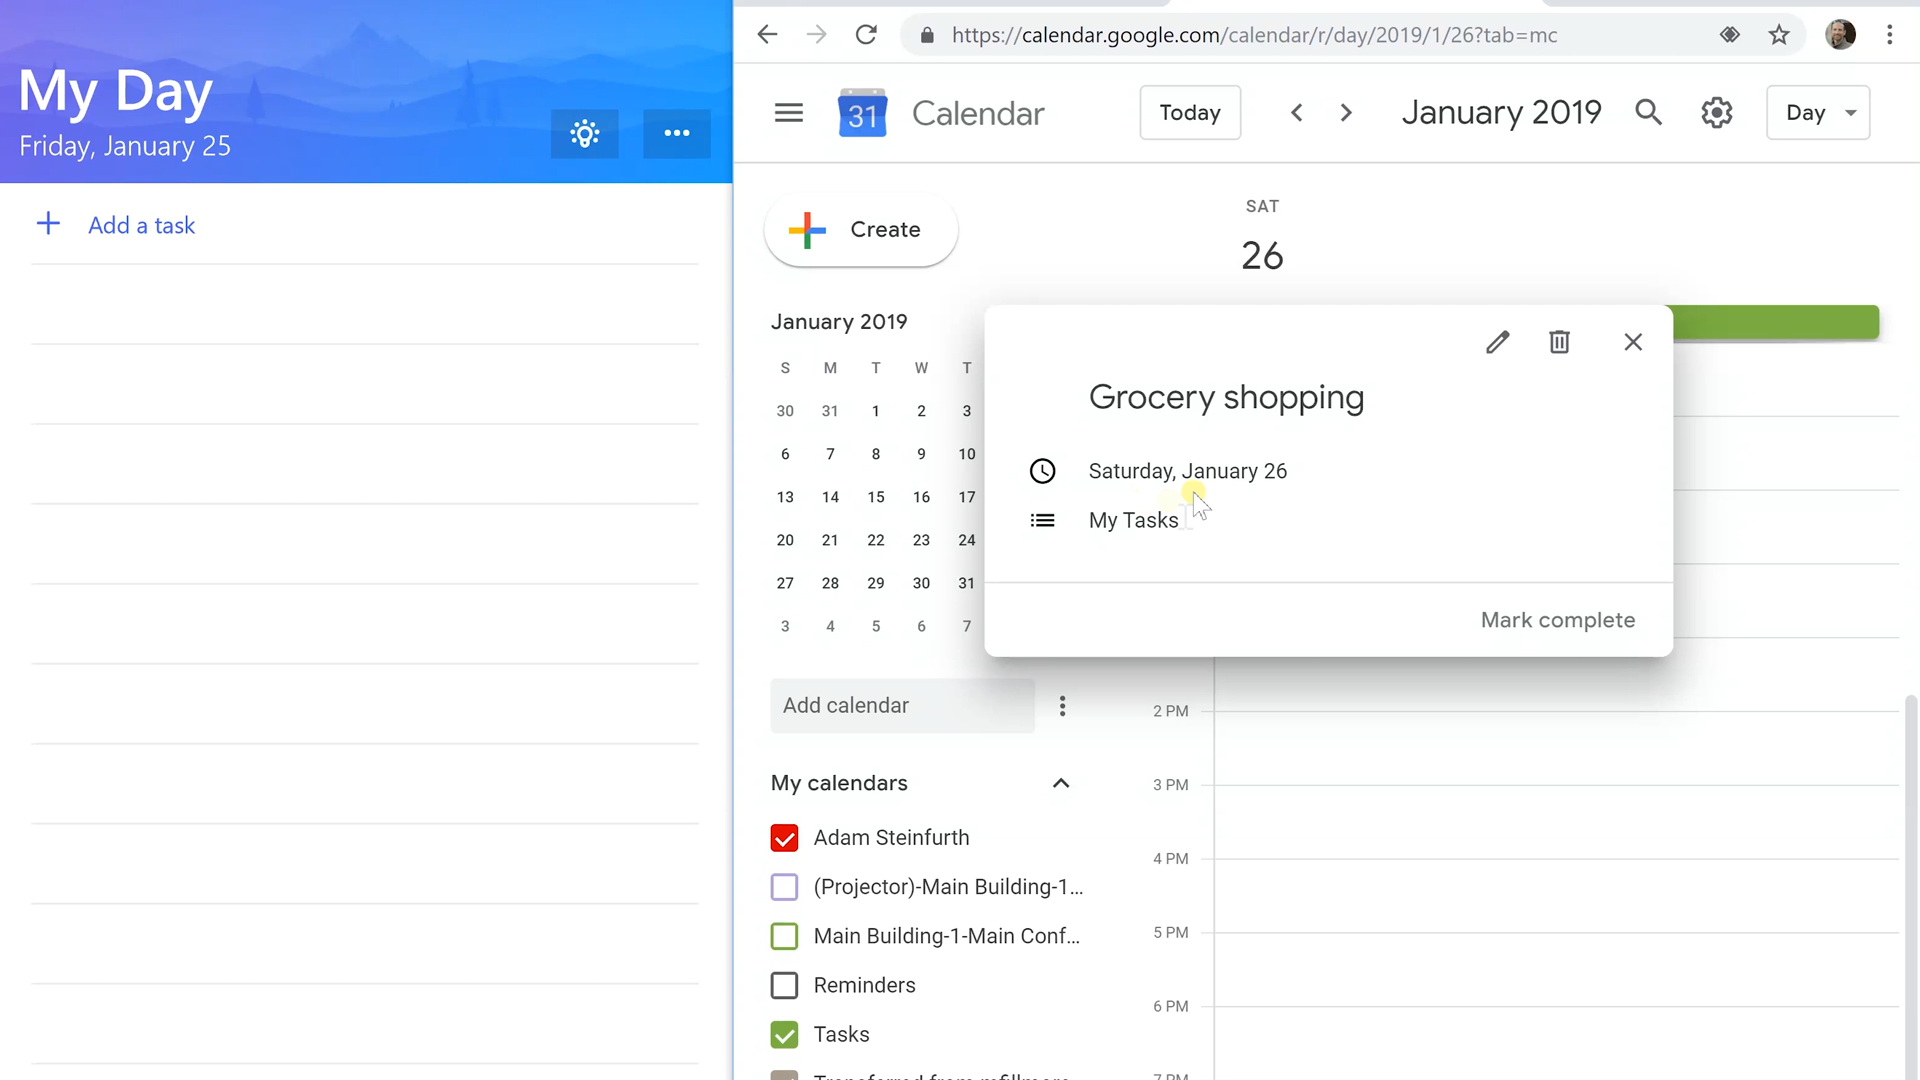 My Day
Friday, January 25
Add a task
https://calendar.google.com/calendar/r/day/2019/1/26?tab=mc
31
Calendar
Today
January 2019
Day
Create
SAT
26
January 2019
S M T W T
30 31 1 2 3
6 7 8 9 10
13 14 15 16 17
20 21 22 23 24
27 28 29 30 31
3 4 5 6 7
Grocery shopping
Saturday, January 26
My Tasks
Mark complete
Add calendar
My calendars
Adam Steinfurth
(Projector)-Main Building-1...
Main Building-1-Main Conf...
Reminders
Tasks
2 PM
3 PM
4 PM
5 PM
6 PM
7 PM